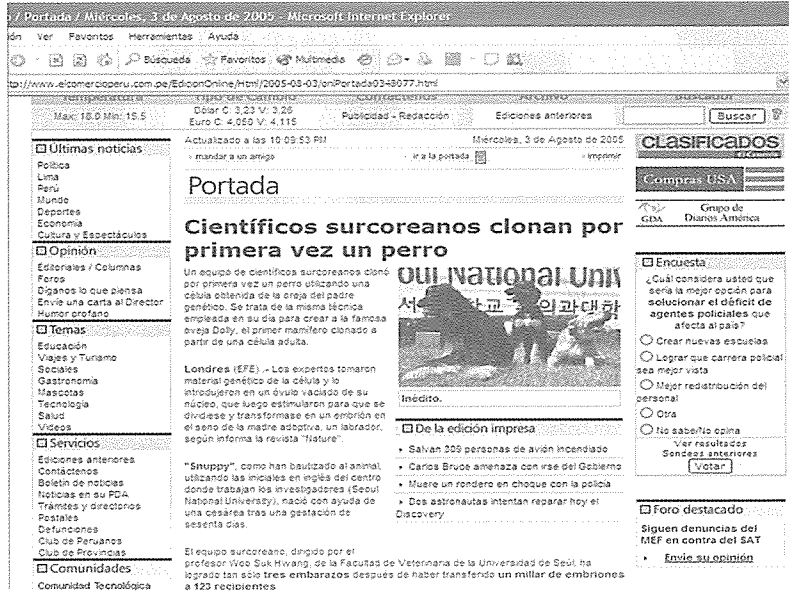 / Portada / Miércoles, 3 de Agosto de 2005 - Microsoft Internet Explorer
ión Ver Favoritos Herramientas Ayuda
Búsqueda Favoritos Multimedia
tp://www.elcomercioperu.com.pe/EdicionOnline/Html/2005-08-03/onlPortada0348077.html
Temperatura Tipo de Cambio Contáctenos Archivo Buscador
Max: 18.0 Min: 15.5
Dólar C: 3,23 V: 3,26
Euro C: 4,050 V: 4,115
Publicidad - Redacción
Ediciones anteriores
Buscar
Últimas noticias
Política
Lima
Perú
Mundo
Deportes
Economía
Cultura y Espectáculos
Opinión
Editoriales / Columnas
Foros
Díganos lo que piensa
Envíe una carta al Director
Humor profano
Temas
Educación
Viajes y Turismo
Sociales
Gastronomía
Mascotas
Tecnología
Salud
Videos
Servicios
Ediciones anteriores
Contáctenos
Boletín de noticias
Noticias en su PDA
Trámites y directorios
Postales
Defunciones
Club de Peruanos
Club de Provincias
Comunidades
Comunidad Tecnológica
Actualizado a las 10:09:53 PM
Miércoles, 3 de Agosto de 2005
› mandar a un amigo
› ir a la portada
› imprimir
Portada
Científicos surcoreanos clonan por
primera vez un perro
Un equipo de científicos surcoreanos clonó
por primera vez un perro utilizando una
célula obtenida de la oreja del padre
genético. Se trata de la misma técnica
empleada en su día para crear a la famosa
oveja Dolly, el primer mamífero clonado a
partir de una célula adulta.
Londres (EFE) .- Los expertos tomaron
material genético de la célula y lo
introdujeron en un óvulo vaciado de su
núcleo, que luego estimularon para que se
dividiese y transformase en un embrión en
el seno de la madre adoptiva, un labrador,
según informa la revista "Nature".
"Snuppy", como han bautizado al animal,
utilizando las iniciales en inglés del centro
donde trabajan los investigadores (Seoul
National University), nació con ayuda de
una cesárea tras una gestación de
sesenta días.
El equipo surcoreano, dirigido por el
profesor Woo Suk Hwang, de la Facultad de Veterinaria de la Universidad de Seúl, ha
logrado tan sólo tres embarazos después de haber transferido un millar de embriones
a 123 recipientes
oul National Univ
Inédito.
De la edición impresa
Salvan 309 personas de avión incendiado
Carlos Bruce amenaza con irse del Gobierno
Muere un rondero en choque con la policía
Dos astronautas intentan reparar hoy el
Discovery
CLASIFICADOS
El Comercio
Compras USA
GDA
Grupo de
Diarios América
Encuesta
¿Cuál considera usted que
sería la mejor opción para
solucionar el déficit de
agentes policiales que
afecta al país?
Crear nuevas escuelas
Lograr que carrera policial
sea mejor vista
Mejor redistribución del
personal
Otra
No sabe/No opina
Ver resultados
Sondeos anteriores
Votar
Foro destacado
Siguen denuncias del
MEF en contra del SAT
Envíe su opinión